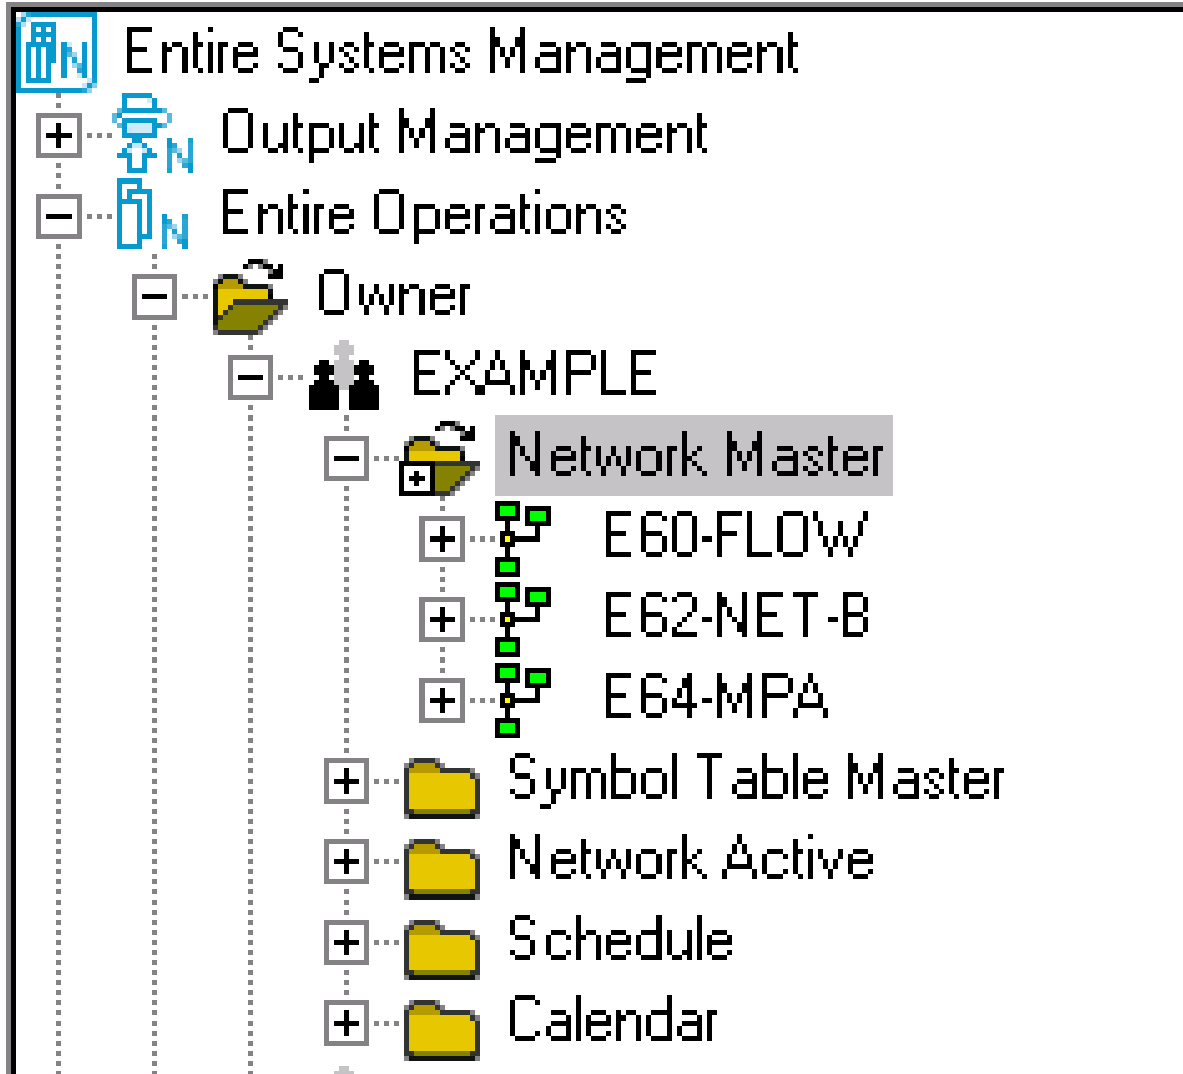 Entire Systems Management
Output Management
Entire Operations
Owner
EXAMPLE
Network Master
E60-FLOW
E62-NET-B
E64-MPA
Symbol Table Master
Network Active
Schedule
Calendar